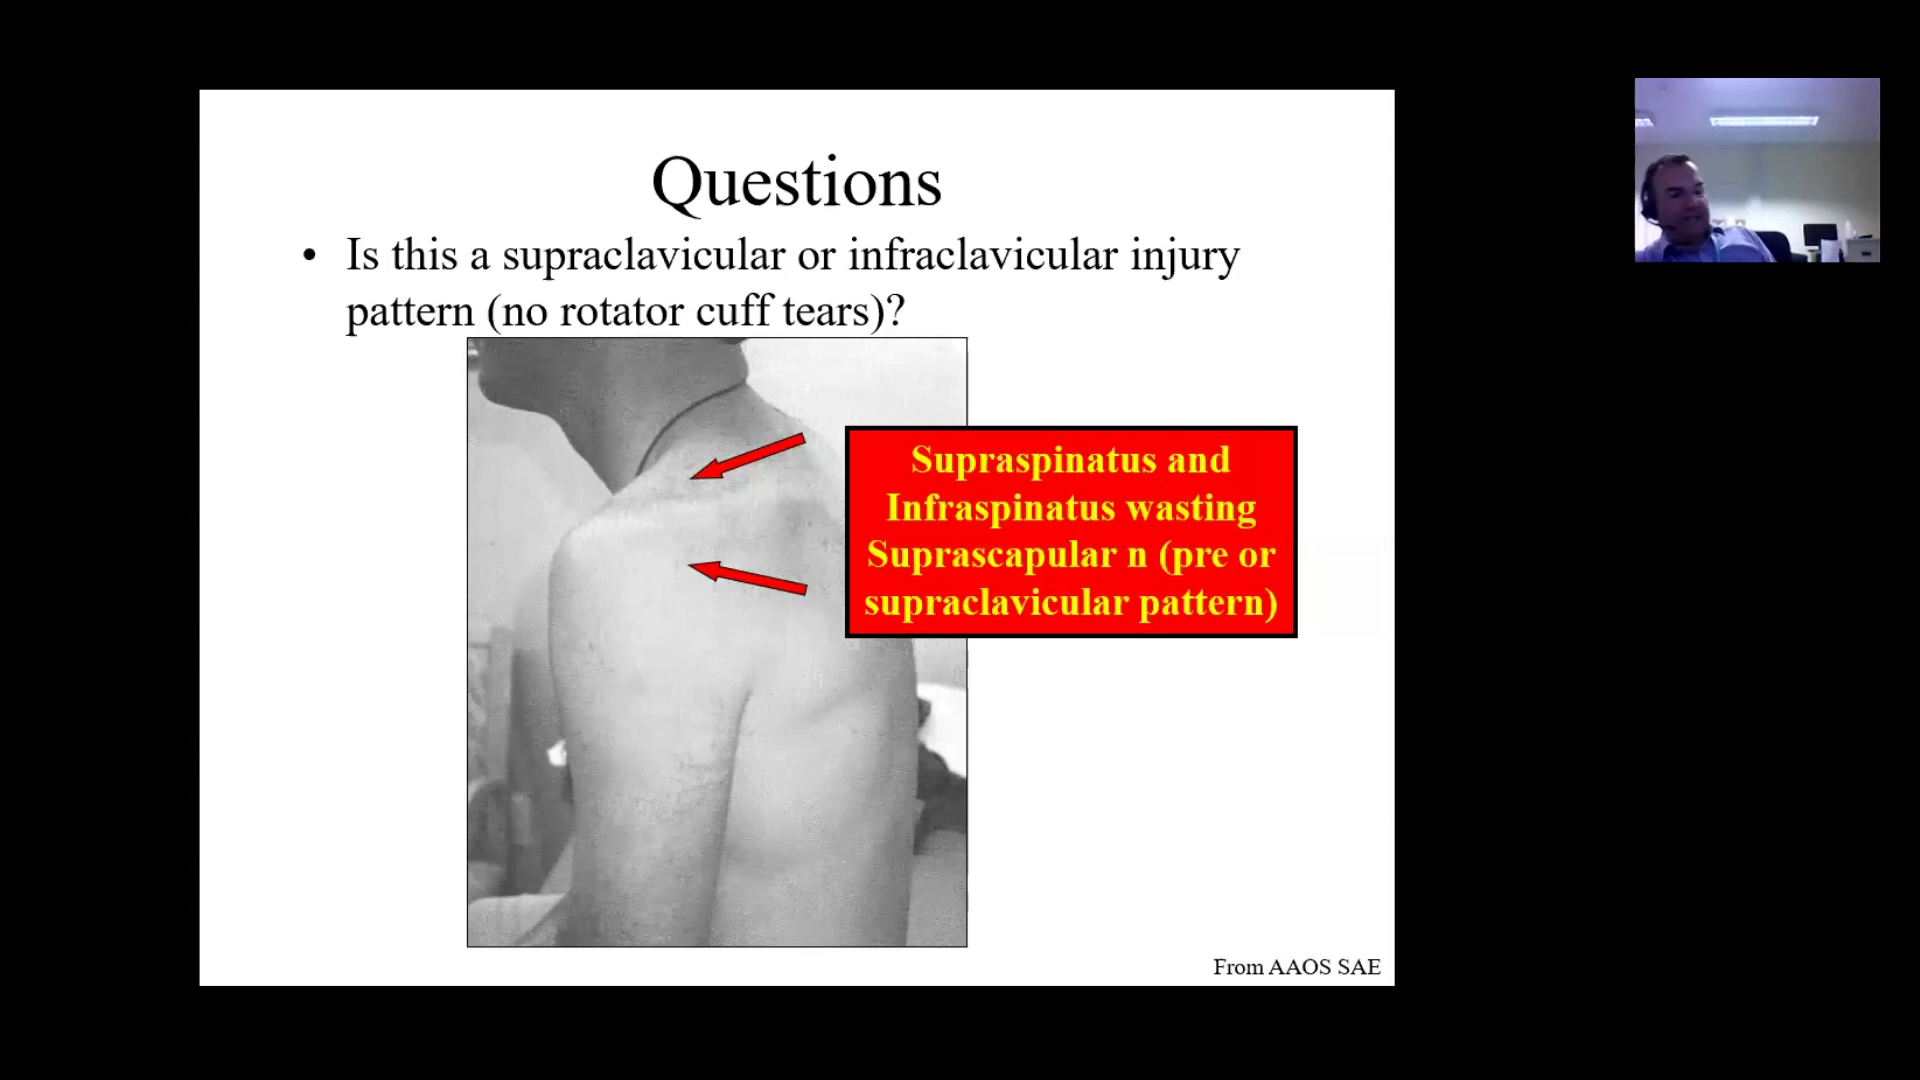 Questions
• Is this a supraclavicular or infraclavicular injury
pattern (no rotator cuff tears)?
Supraspinatus and
Infraspinatus wasting
Suprascapular n (pre or
supraclavicular pattern)
From AAOS SAE